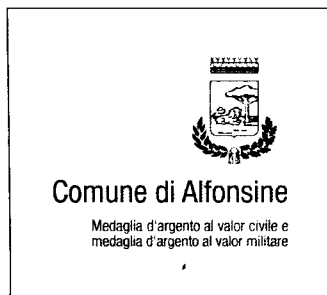 Comune di Alfonsine
Medaglia d'argento al valor civile e
medaglia d'argento al valor militare